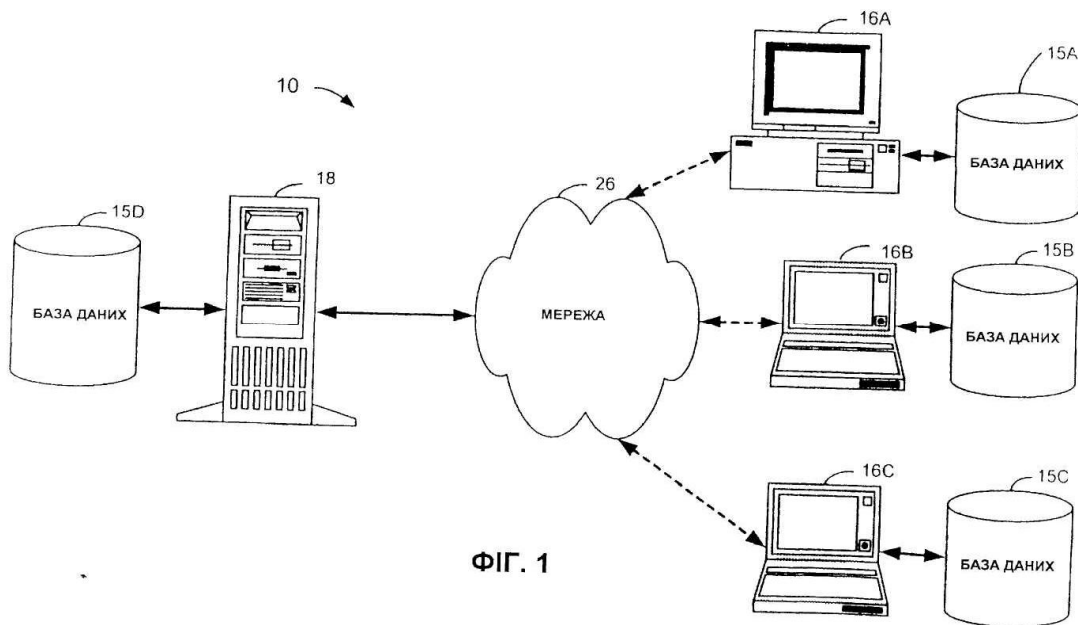 16A
15A
10
БАЗА ДАНИХ
18
26
15D
16B
15B
БАЗА ДАНИХ
МЕРЕЖА
БАЗА ДАНИХ
16C
15C
ФІГ. 1
БАЗА ДАНИХ